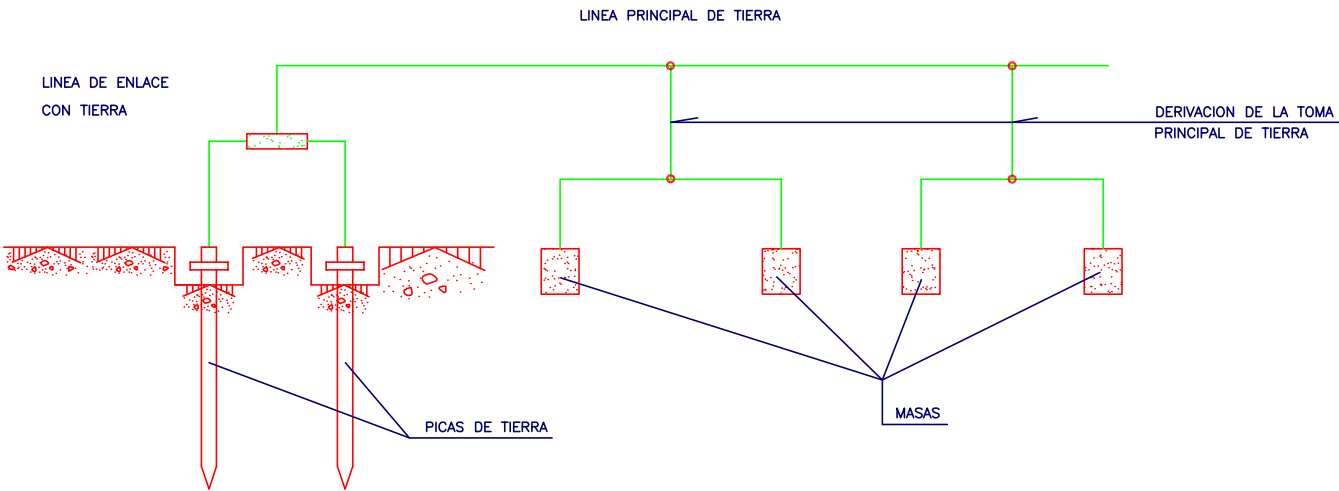 LINEA PRINCIPAL DE TIERRA
LINEA DE ENLACE
CON TIERRA
DERIVACION DE LA TOMA
PRINCIPAL DE TIERRA
MASAS
PICAS DE TIERRA